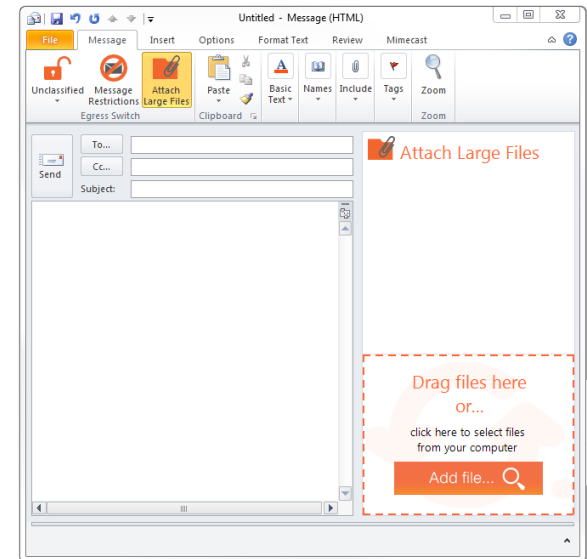 Untitled - Message (HTML)
File Message Insert Options Format Text Review Mimecast
Unclassified Message Restrictions Attach Large Files Paste Basic Text Names Include Tags Zoom
Egress Switch Clipboard Zoom
To...
Cc...
Send
Subject:
Attach Large Files
Drag files here
or...
click here to select files
from your computer
Add file...